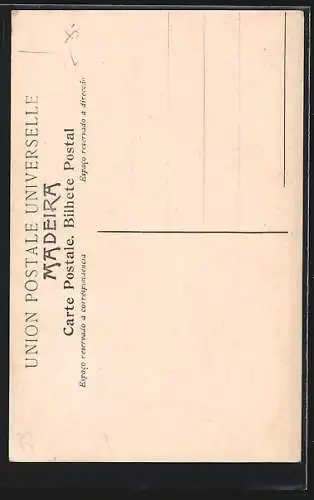 UNION POSTALE UNIVERSELLE
MADEIRA
Carte Postale. Bilhete Postal
Espaço reservado a correspondencia
Espaço reservado a direcção